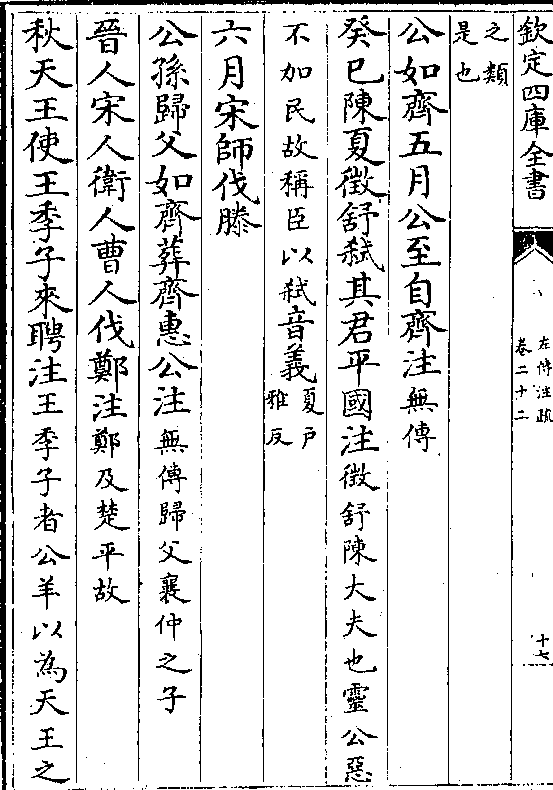 欽定四庫全書
左傳注疏
卷二十二
十七
之類
是也
公如齊五月公至自齊注無傳
癸巳陳夏徵舒弒其君平國注徵舒陳大夫也靈公惡
不加民故稱臣以弒音義夏戶
雅反
六月宋師伐滕
公孫歸父如齊葬齊惠公注無傳歸父襄仲之子
晉人宋人衛人曹人伐鄭注鄭及楚平故
秋天王使王季子來聘注王季子者公羊以為天王之